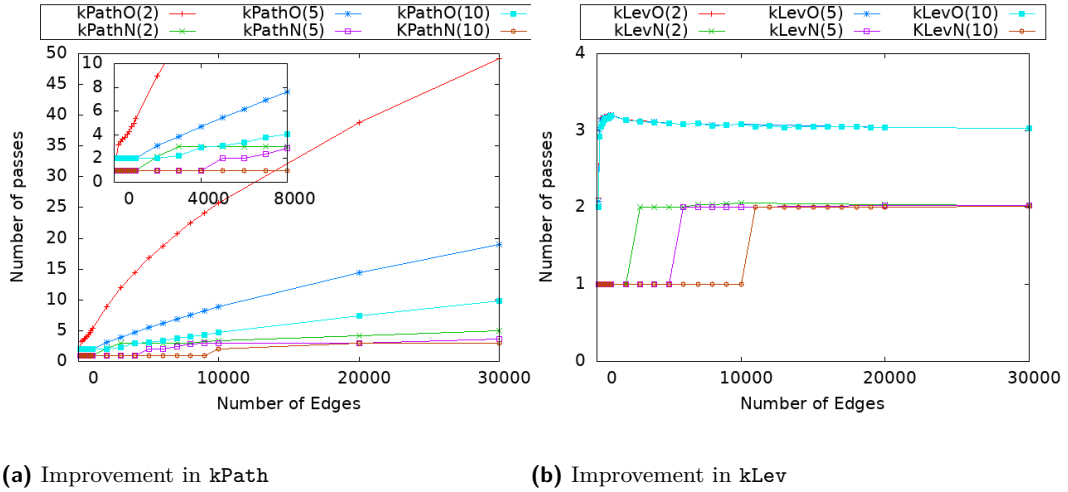 kPathO(2) kPathO(5) kPathO(10)
kPathN(2) kPathN(5) KPathN(10)
50
45
40
35
30
25
20
15
10
5
0
Number of passes
10
8
6
4
2
0
0 4000 8000
0 10000 20000 30000
Number of Edges
kLevO(2) kLevO(5) kLevO(10)
kLevN(2) kLevN(5) KLevN(10)
4
3
2
1
0
Number of passes
0 10000 20000 30000
Number of Edges
(a) Improvement in kPath
(b) Improvement in kLev